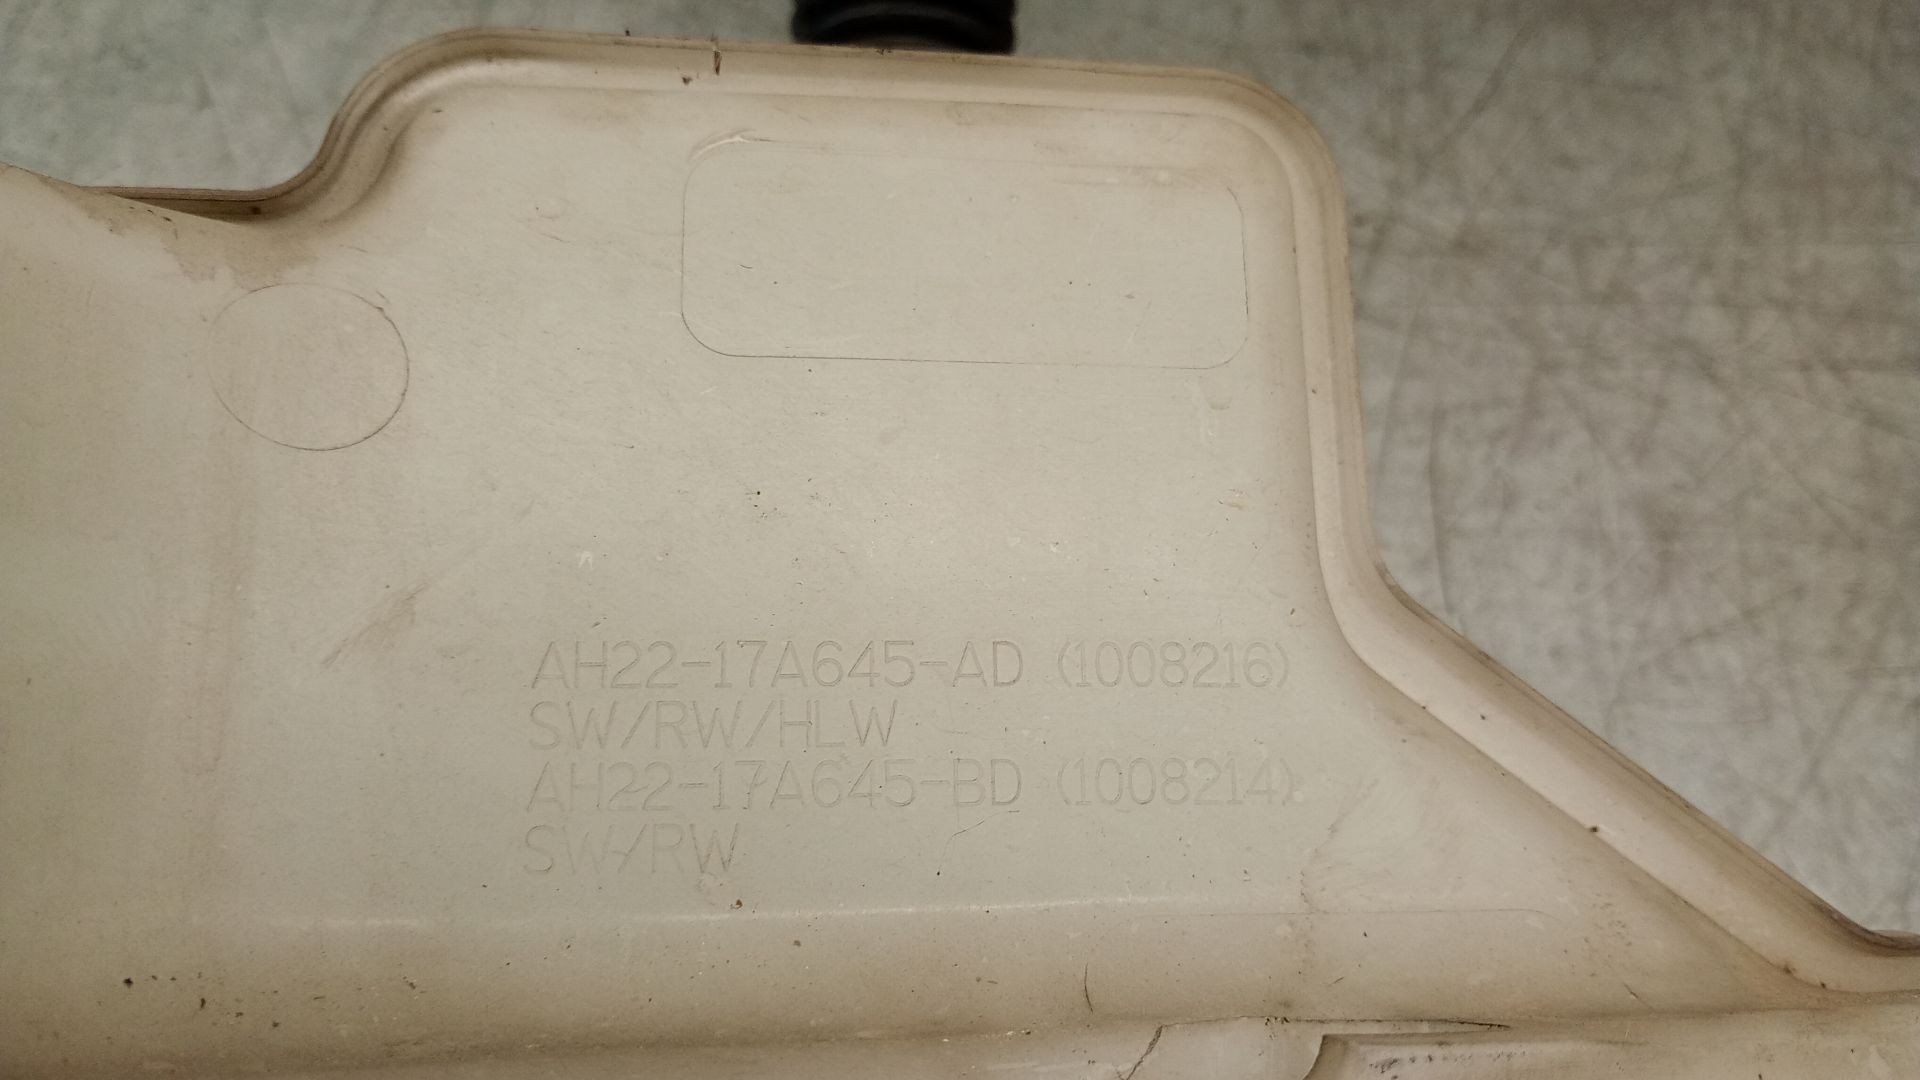 AH22-17A645-AD (1008216)
SW/RW/HLW
AH22-17A645-BD (1008214)
SW/RW